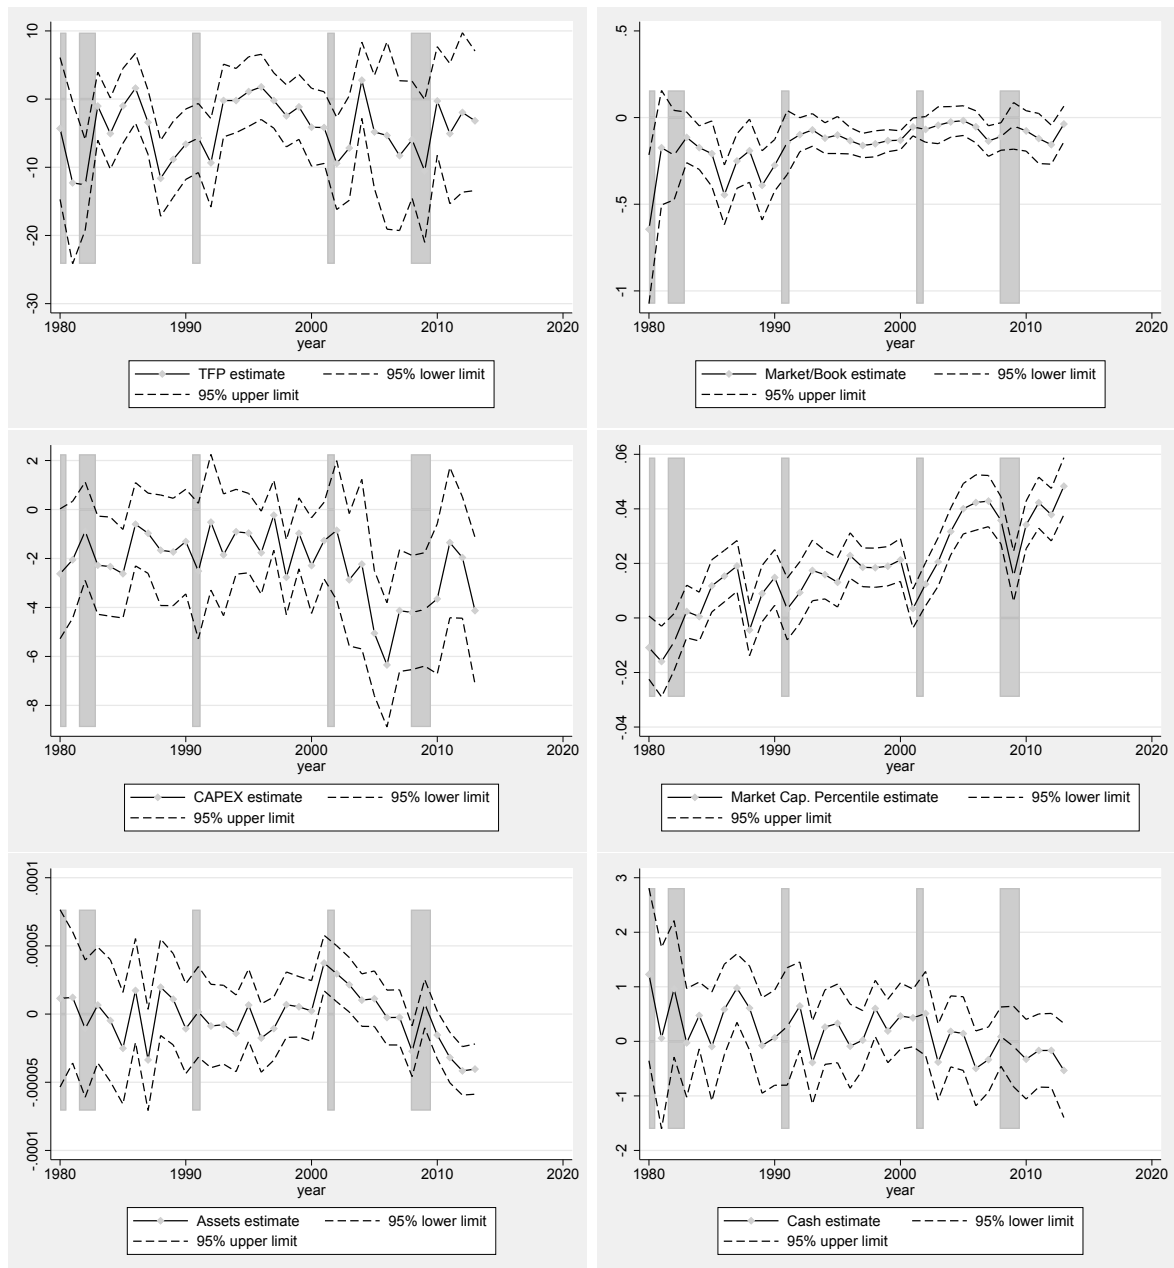 10
0
-10
-20
-30
1980 1990 2000 2010 2020
year
TFP estimate 95% lower limit
95% upper limit
.5
0
-.5
-1
1980 1990 2000 2010 2020
year
Market/Book estimate 95% lower limit
95% upper limit
2
0
-2
-4
-6
-8
1980 1990 2000 2010 2020
year
CAPEX estimate 95% lower limit
95% upper limit
.06
.04
.02
0
-.02
-.04
1980 1990 2000 2010 2020
year
Market Cap. Percentile estimate 95% lower limit
95% upper limit
.0001
.00005
0
-.00005
-.0001
1980 1990 2000 2010 2020
year
Assets estimate 95% lower limit
95% upper limit
3
2
1
0
-1
-2
1980 1990 2000 2010 2020
year
Cash estimate 95% lower limit
95% upper limit